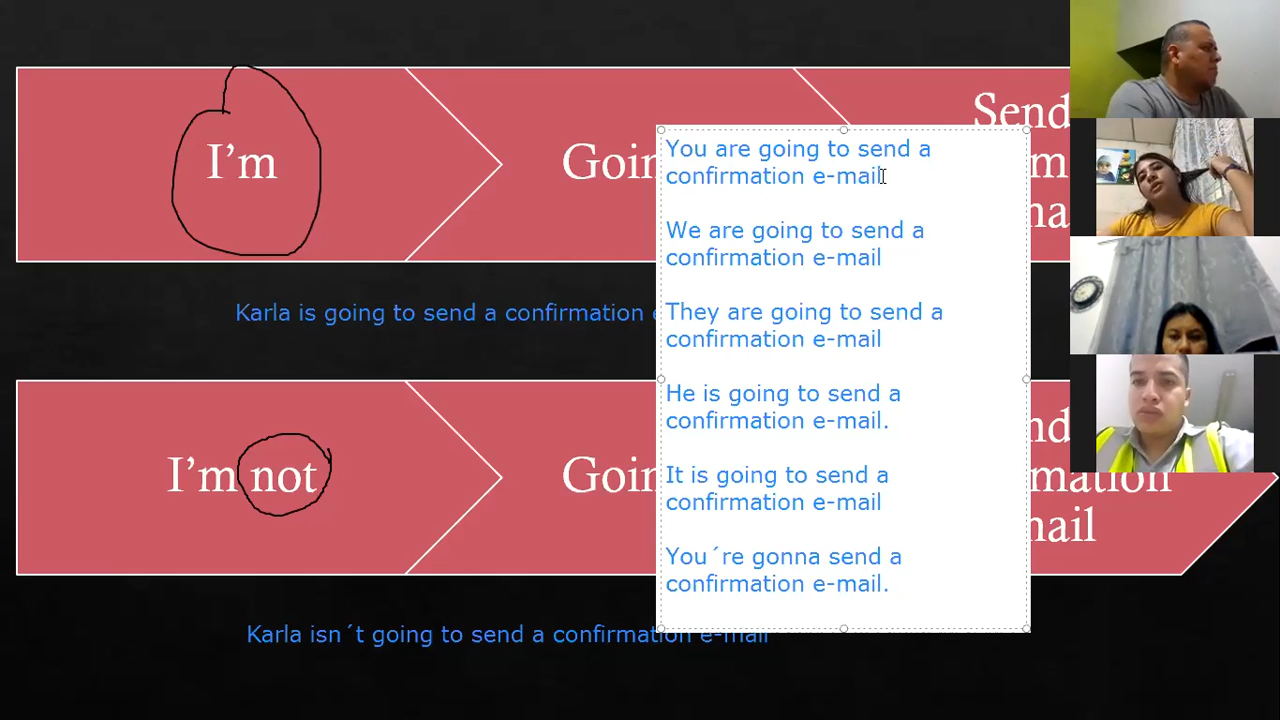 I'm
Goin
Send
m
na
You are going to send a
confirmation e-mail
We are going to send a
confirmation e-mail
They are going to send a
confirmation e-mail
He is going to send a
confirmation e-mail.
It is going to send a
confirmation e-mail
You´re gonna send a
confirmation e-mail.
Karla is going to send a confirmation e
I'm not
Goin
nd
mation
mail
Karla isn´t going to send a confirmation e-mail